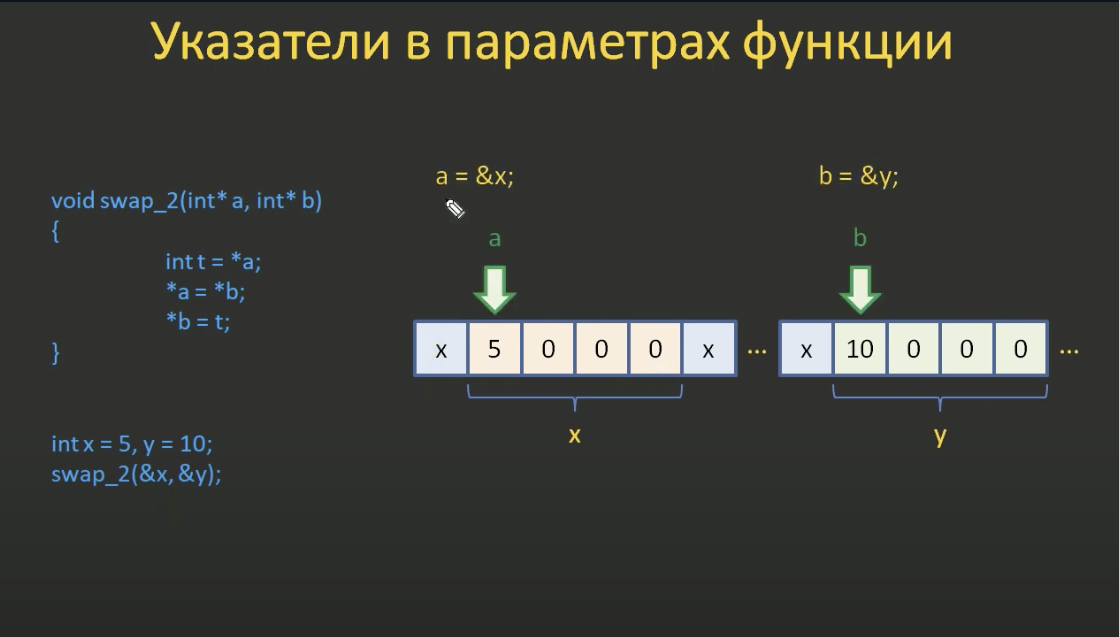 Указатели в параметрах функции
void swap_2(int* a, int* b)
{
int t = *a;
*a = *b;
*b = t;
}
int x = 5, y = 10;
swap_2(&x, &y);
a = &x;
b = &y;
a
b
x 5 0 0 0 x ... x 10 0 0 0 ...
x
y